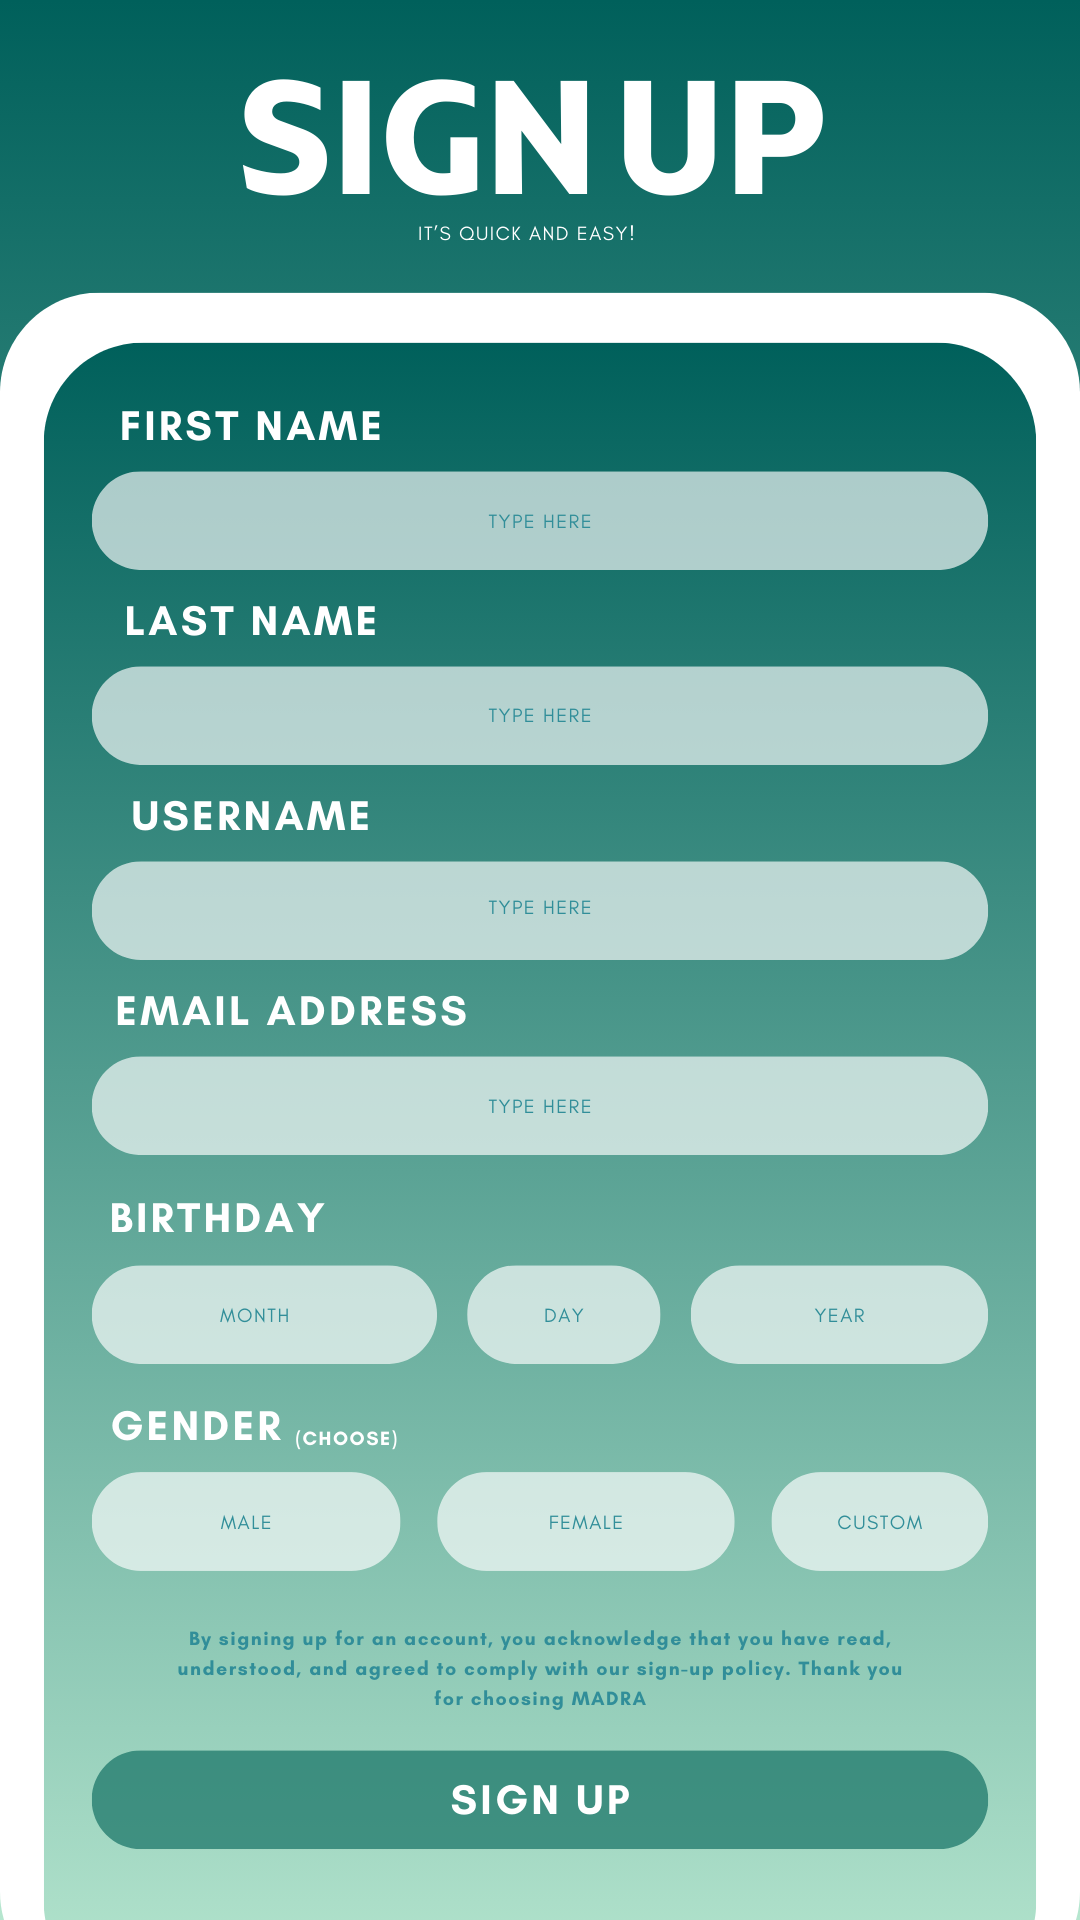 SIGN UP
IT'S QUICK AND EASY!
FIRST NAME
TYPE HERE
LAST NAME
TYPE HERE
USERNAME
TYPE HERE
EMAIL ADDRESS
TYPE HERE
BIRTHDAY
MONTH DAY YEAR
GENDER (CHOOSE)
MALE FEMALE CUSTOM
By signing up for an account, you acknowledge that you have read,
understood, and agreed to comply with our sign-up policy. Thank you
for choosing MADRA
SIGN UP